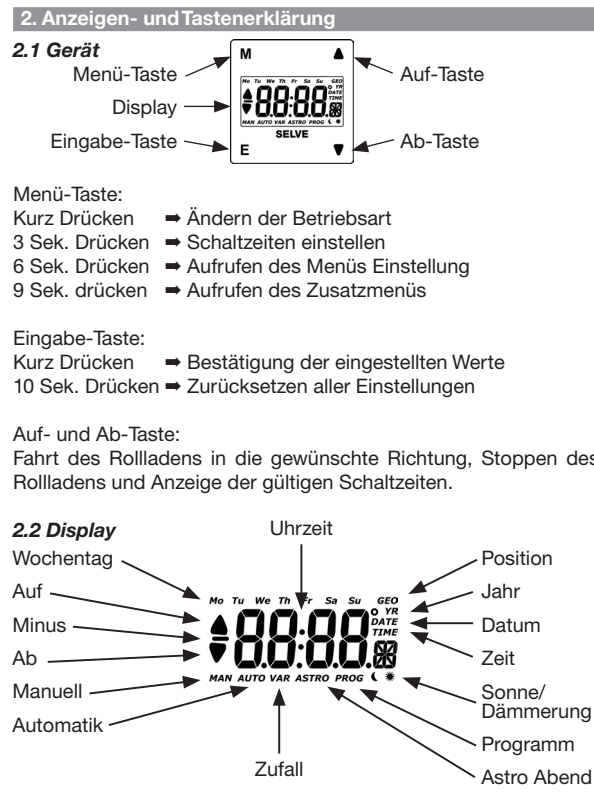 2. Anzeigen- und Tastenerklärung
2.1 Gerät
Menü-Taste
Display
Eingabe-Taste
M ▲
Mo Tu We Th Fr Sa Su GEO
YR
DATE
88:88
TIME
MAN AUTO VAR ASTRO PROG
SELVE
E ▼
Auf-Taste
Ab-Taste
Menü-Taste:
Kurz Drücken ➡ Ändern der Betriebsart
3 Sek. Drücken ➡ Schaltzeiten einstellen
6 Sek. Drücken ➡ Aufrufen des Menüs Einstellung
9 Sek. drücken ➡ Aufrufen des Zusatzmenüs
Eingabe-Taste:
Kurz Drücken ➡ Bestätigung der eingestellten Werte
10 Sek. Drücken ➡ Zurücksetzen aller Einstellungen
Auf- und Ab-Taste:
Fahrt des Rollladens in die gewünschte Richtung, Stoppen des
Rollladens und Anzeige der gültigen Schaltzeiten.
2.2 Display
Uhrzeit
Wochentag
Auf
Minus
Ab
Manuell
Automatik
Mo Tu We Th Fr Sa Su GEO
YR
DATE
88:88
TIME
MAN AUTO VAR ASTRO PROG
Zufall
Position
Jahr
Datum
Zeit
Sonne/
Dämmerung
Programm
Astro Abend